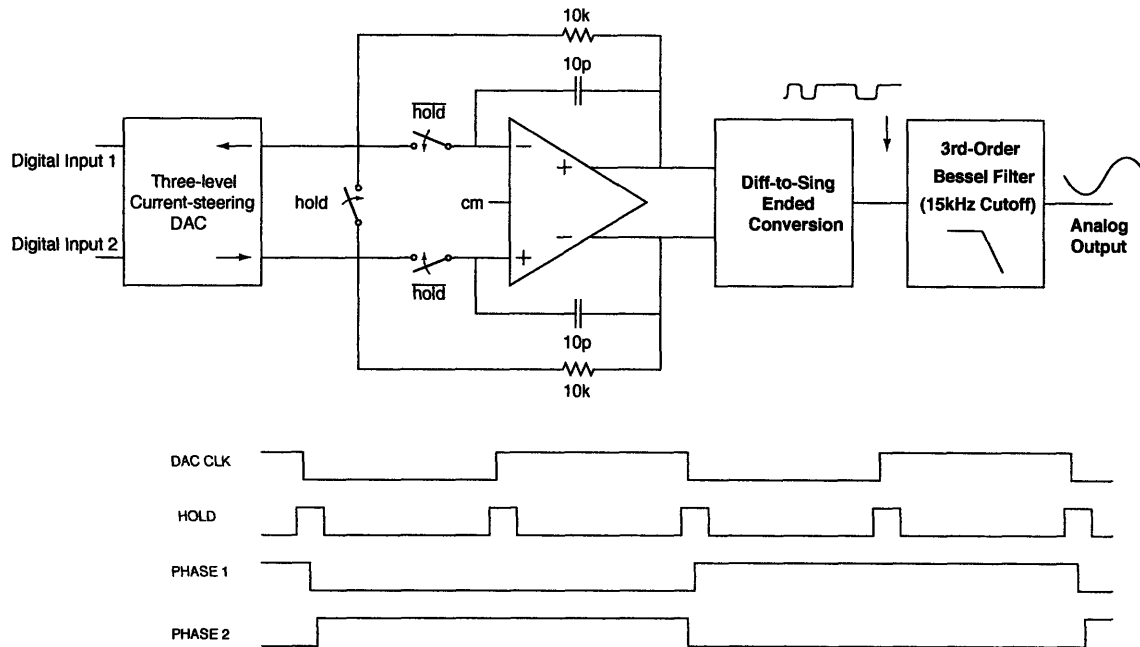 10k
10p
hold
Digital Input 1
Three-level
Current-steering
DAC
hold
Digital Input 2
cm
−
+
+
−
hold
10p
10k
Diff-to-Sing
Ended
Conversion
3rd-Order
Bessel Filter
(15kHz Cutoff)
Analog
Output
DAC CLK
HOLD
PHASE 1
PHASE 2